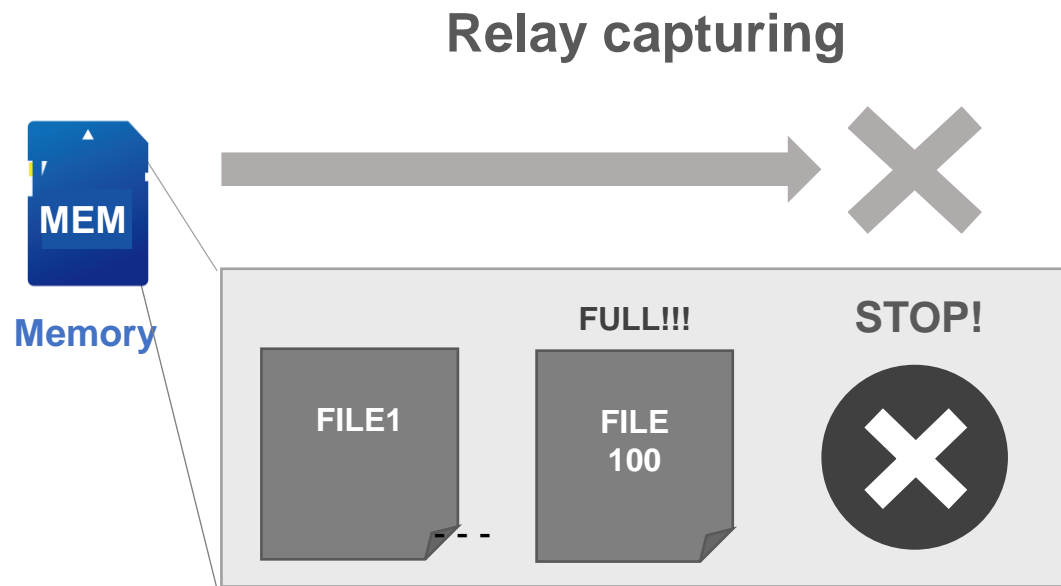 Relay capturing
MEM
Memory
FULL!!!
STOP!
FILE1
FILE
100
- - -